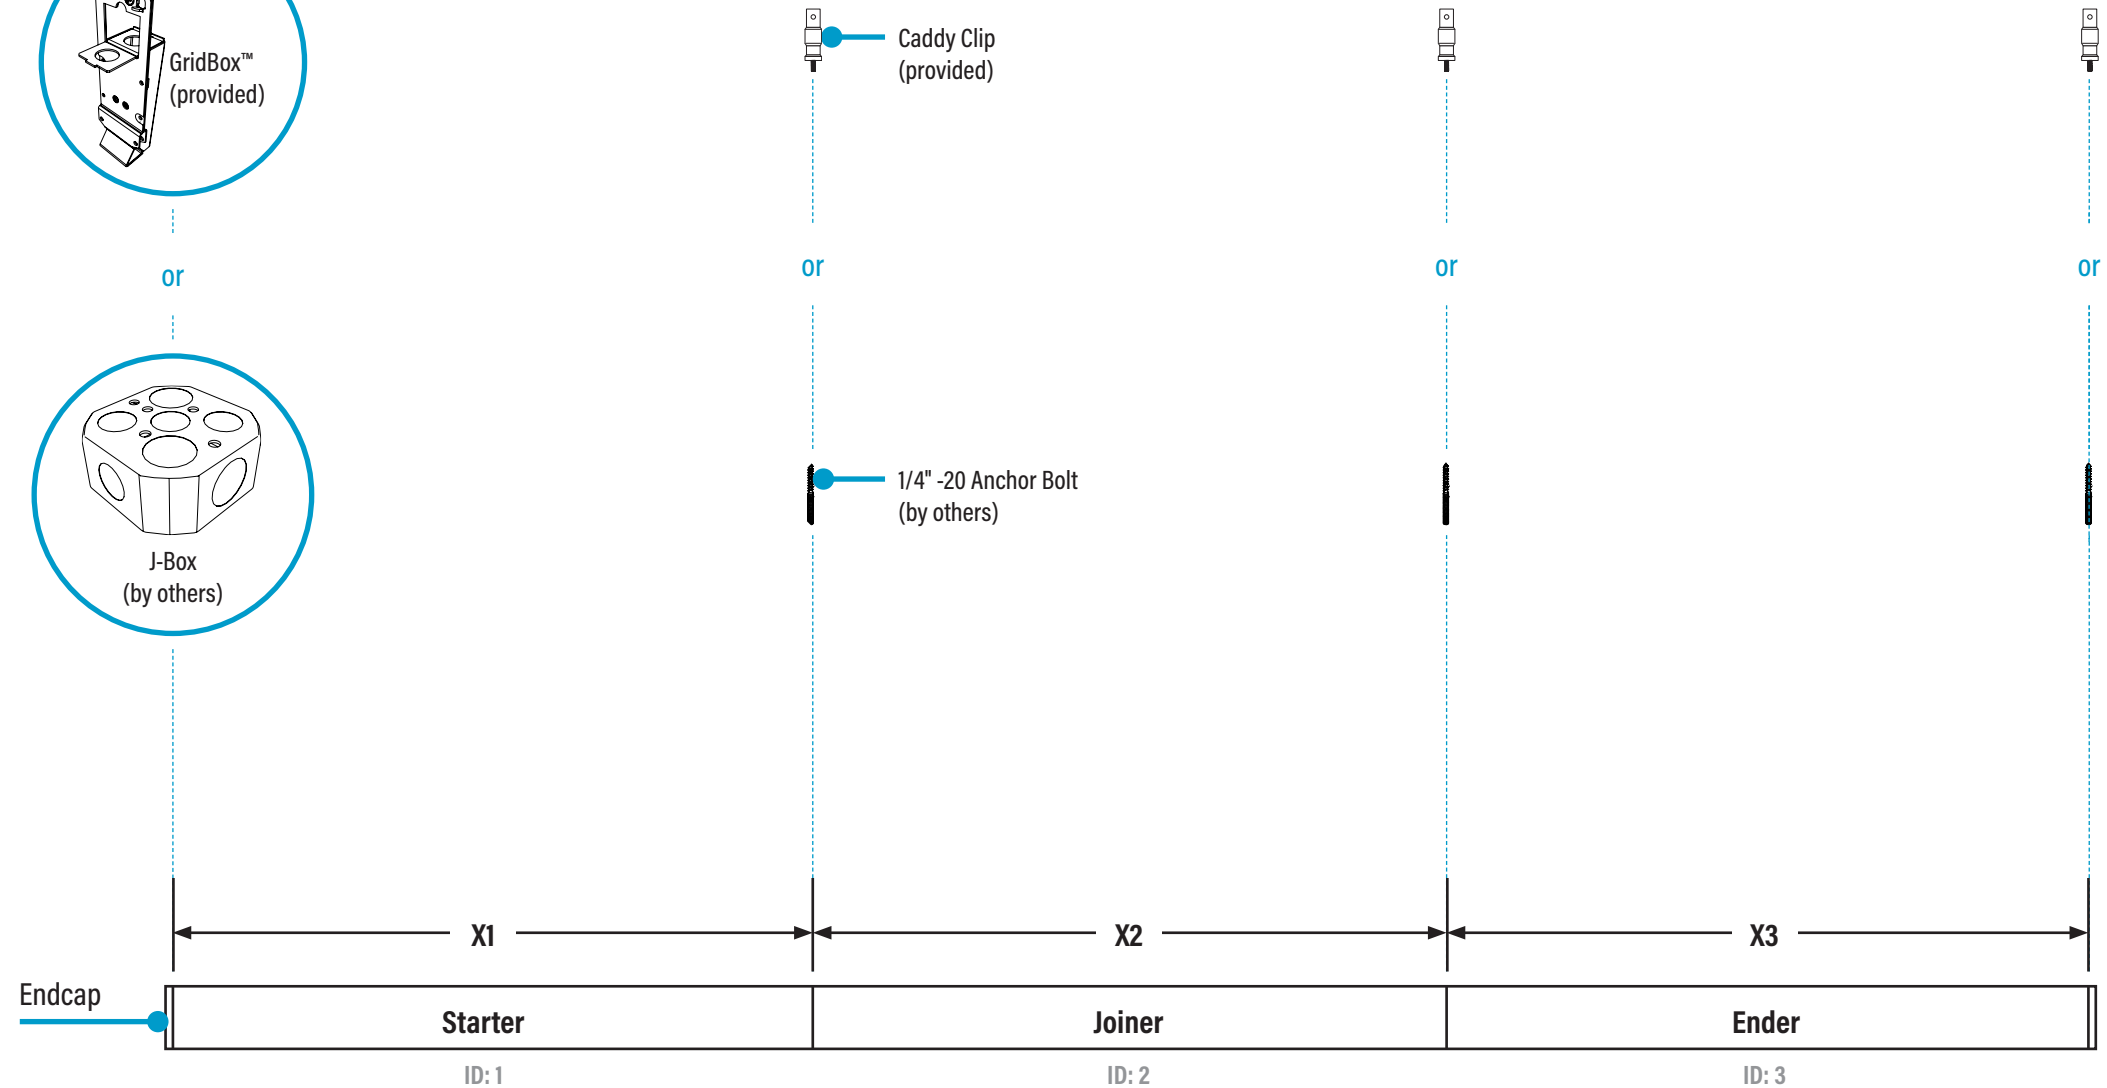 GridBox™
(provided)
Caddy Clip
(provided)
or
or
or
or
J-Box
(by others)
1/4" -20 Anchor Bolt
(by others)
X1
X2
X3
Endcap
Starter
Joiner
Ender
ID: 1
ID: 2
ID: 3